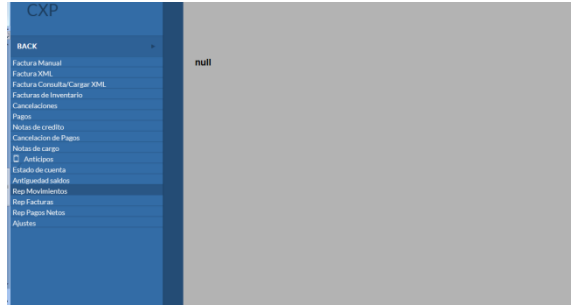 CXP
BACK
Factura Manual
Factura XML
Factura Consulta/Cargar XML
Facturas de Inventario
Cancelaciones
Pagos
Notas de credito
Cancelacion de Pagos
Notas de cargo
Anticipos
Estado de cuenta
Antiguedad saldos
Rep Movimientos
Rep Facturas
Rep Pagos Netos
Ajustes
null